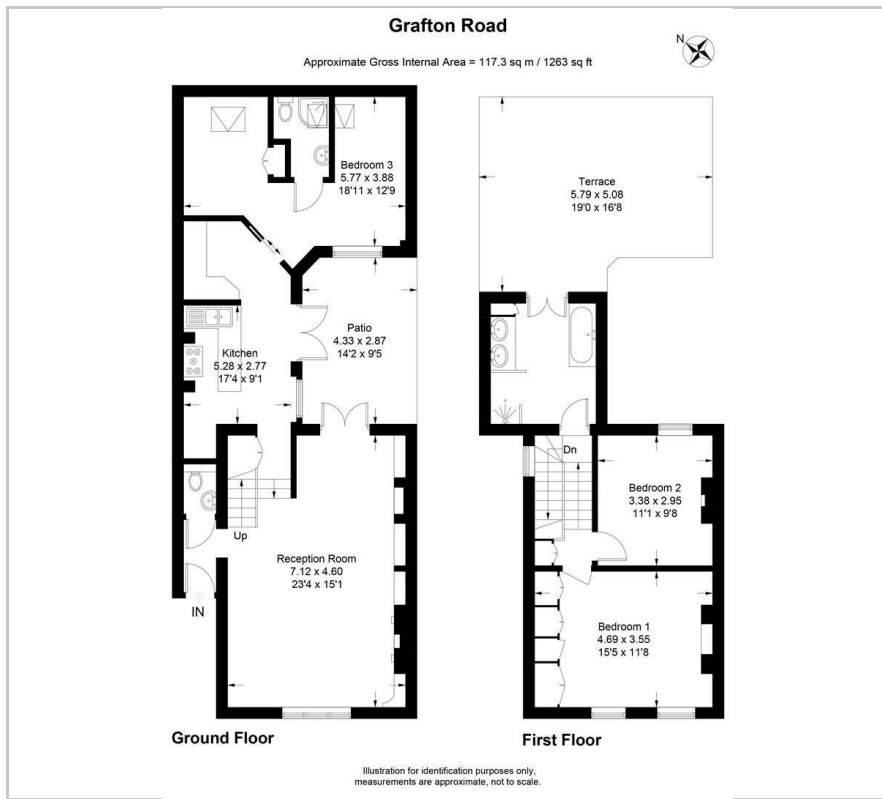 Grafton Road
Approximate Gross Internal Area = 117.3 sq m / 1263 sq ft
N
Bedroom 3
5.77 x 3.88
18'11 x 12'9
Terrace
5.79 x 5.08
19'0 x 16'8
Patio
4.33 x 2.87
14'2 x 9'5
Kitchen
5.28 x 2.77
17'4 x 9'1
Up
IN
Reception Room
7.12 x 4.60
23'4 x 15'1
Dn
Bedroom 2
3.38 x 2.95
11'1 x 9'8
Bedroom 1
4.69 x 3.55
15'5 x 11'8
Ground Floor
First Floor
Illustration for identification purposes only,
measurements are approximate, not to scale.